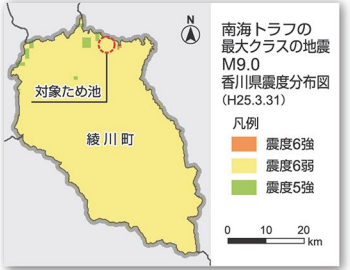 N
対象ため池
綾川町
南海トラフの
最大クラスの地震
M9.0
香川県震度分布図
(H25.3.31)
凡例
震度6強
震度6弱
震度5強
0 10 20
km